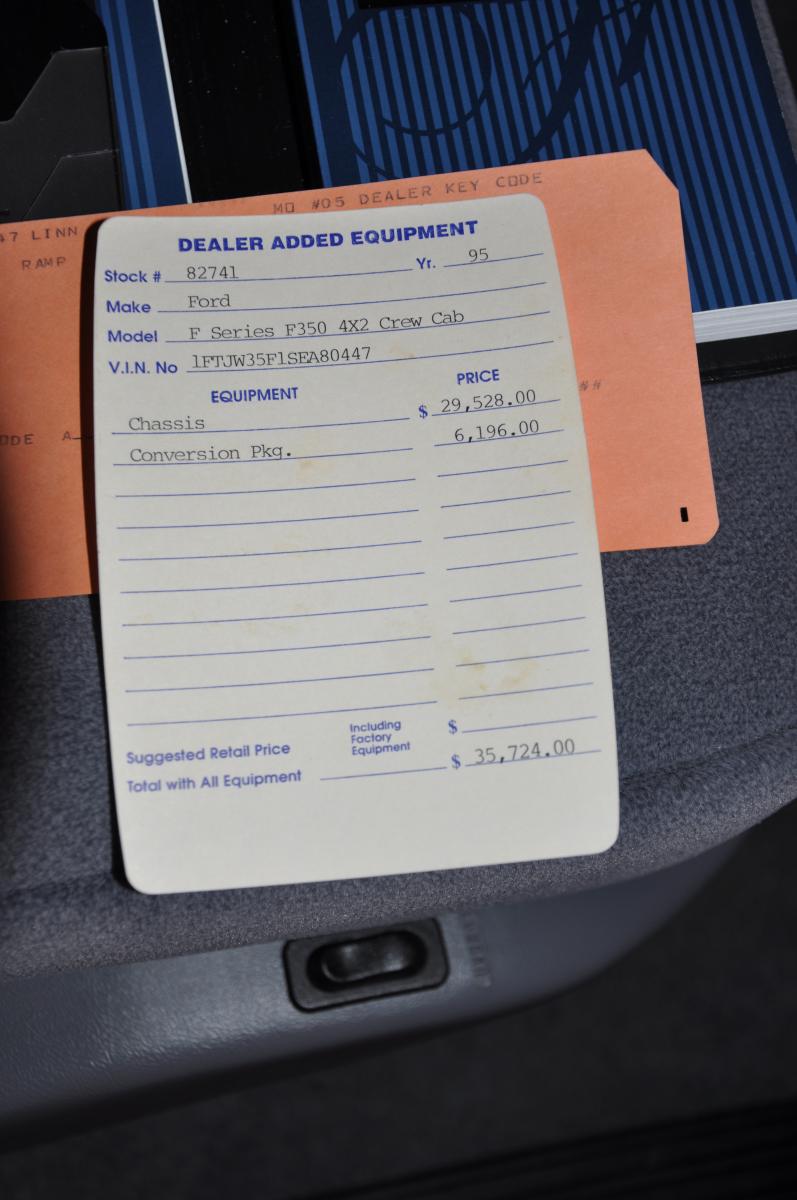 MO #05 DEALER KEY CODE
47 LINN
RAMP
DEALER ADDED EQUIPMENT
Stock # 82741 Yr. 95
Make Ford
Model F Series F350 4X2 Crew Cab
V.I.N. No 1FTJW35F1SEA80447
EQUIPMENT PRICE
Chassis $ 29,528.00
Conversion Pkg. 6,196.00
##
ODE A
Suggested Retail Price Including Factory Equipment $
Total with All Equipment $ 35,724.00